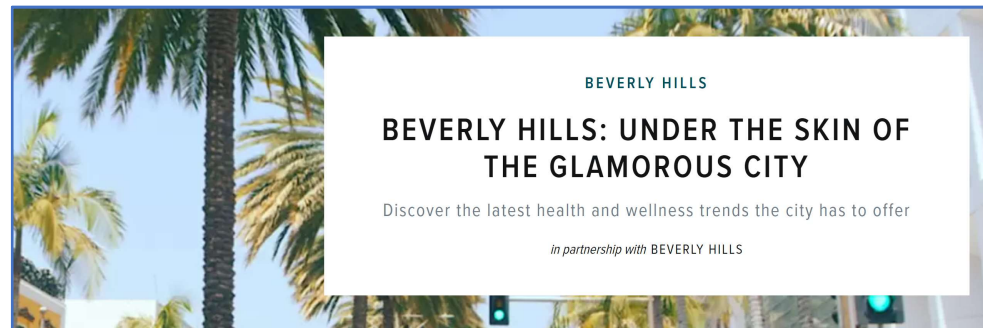 BEVERLY HILLS
BEVERLY HILLS: UNDER THE SKIN OF
THE GLAMOROUS CITY
Discover the latest health and wellness trends the city has to offer
in partnership with BEVERLY HILLS